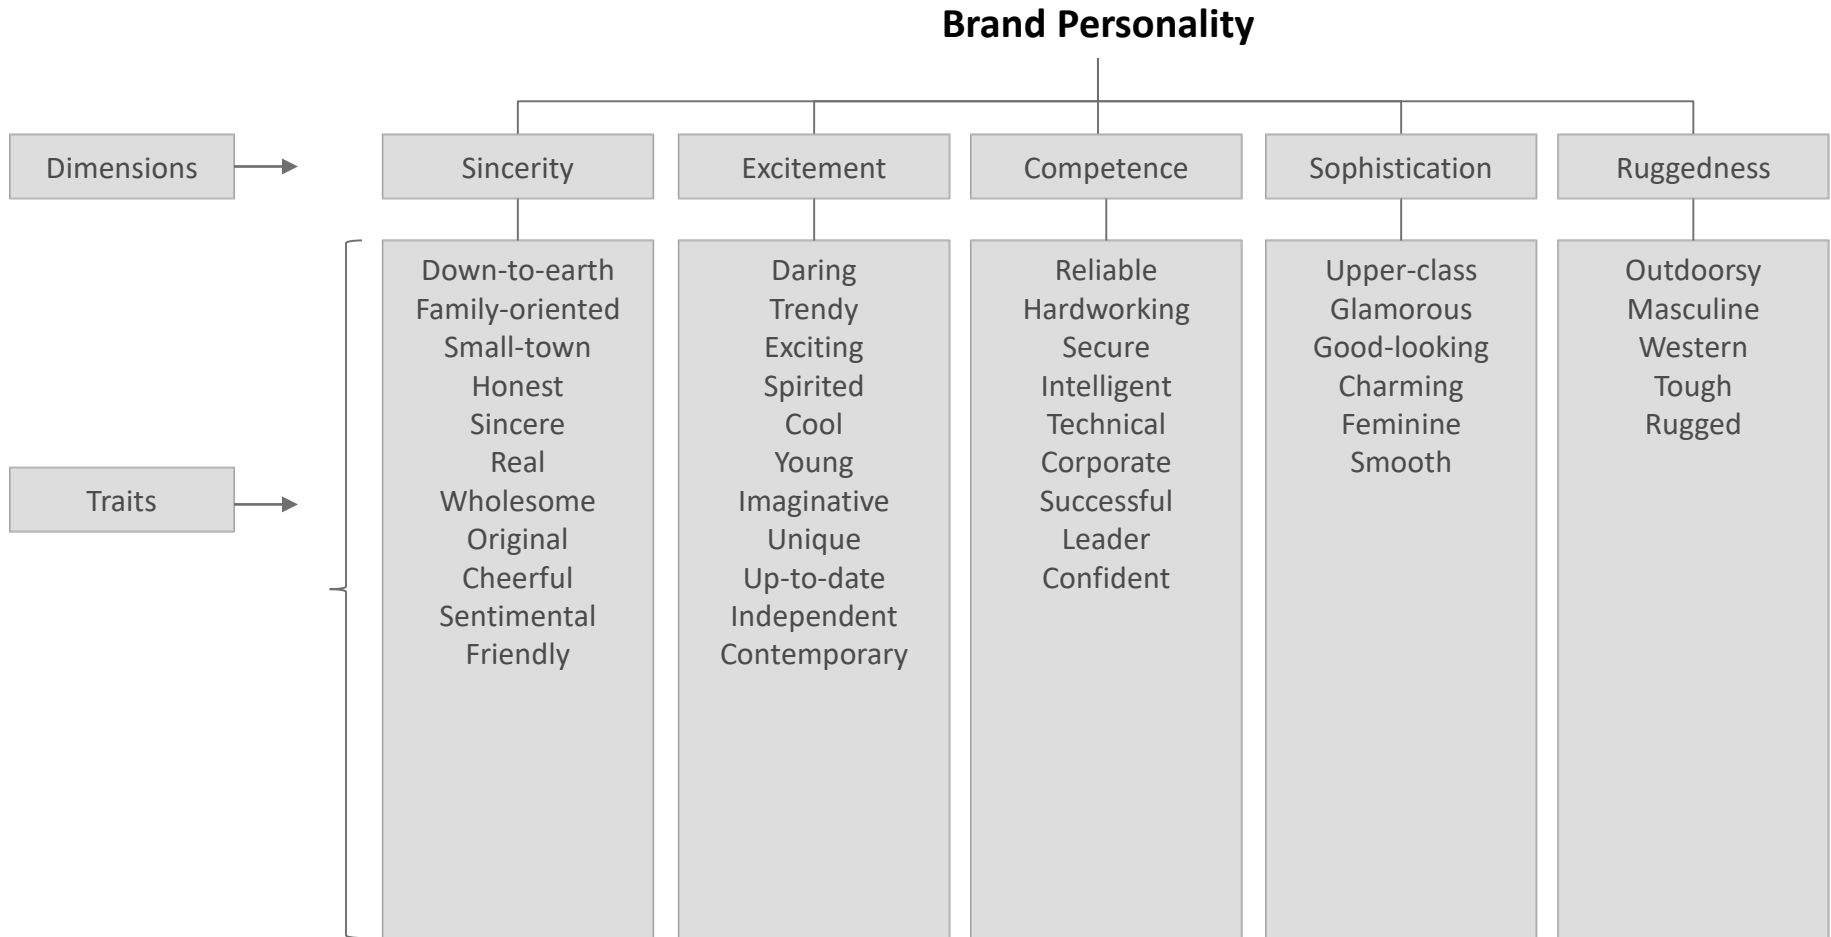 Brand Personality
Dimensions
Sincerity
Excitement
Competence
Sophistication
Ruggedness
Traits
Down-to-earth
Family-oriented
Small-town
Honest
Sincere
Real
Wholesome
Original
Cheerful
Sentimental
Friendly
Daring
Trendy
Exciting
Spirited
Cool
Young
Imaginative
Unique
Up-to-date
Independent
Contemporary
Reliable
Hardworking
Secure
Intelligent
Technical
Corporate
Successful
Leader
Confident
Upper-class
Glamorous
Good-looking
Charming
Feminine
Smooth
Outdoorsy
Masculine
Western
Tough
Rugged